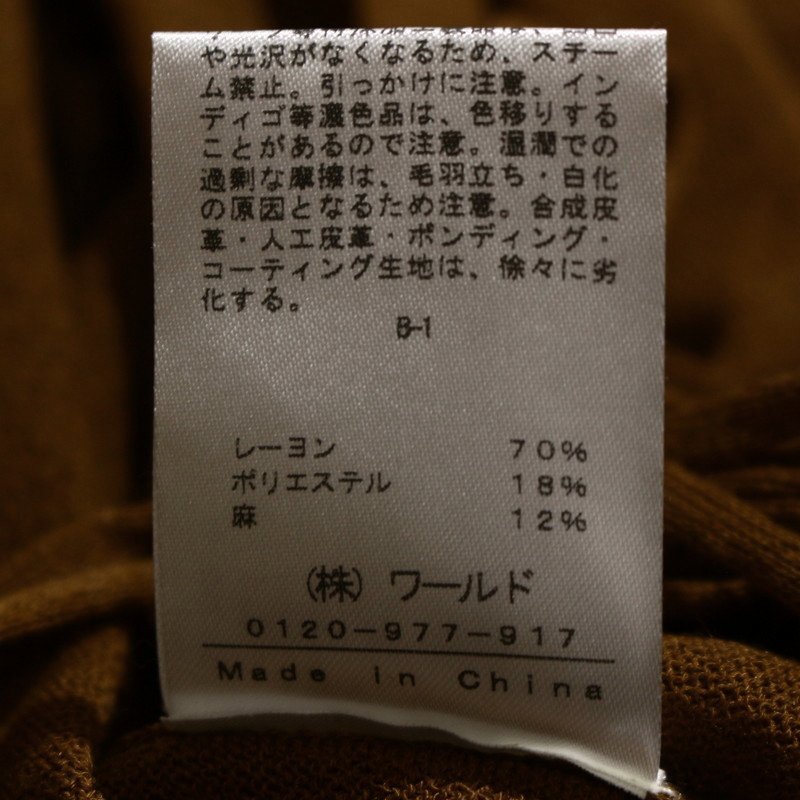 や光沢がなくなるため、スチー
ム禁止。引っかけに注意。イン
ディゴ等濃色品は、色移りする
ことがあるので注意。湿潤での
過剰な摩擦は、毛羽立ち・白化
の原因となるため注意。合成皮
革・人工皮革・ボンディング・
コーティング生地は、徐々に劣
化する。
B-1
レーヨン 70%
ポリエステル 18%
麻 12%
(株)ワールド
0120-977-917
Made in China